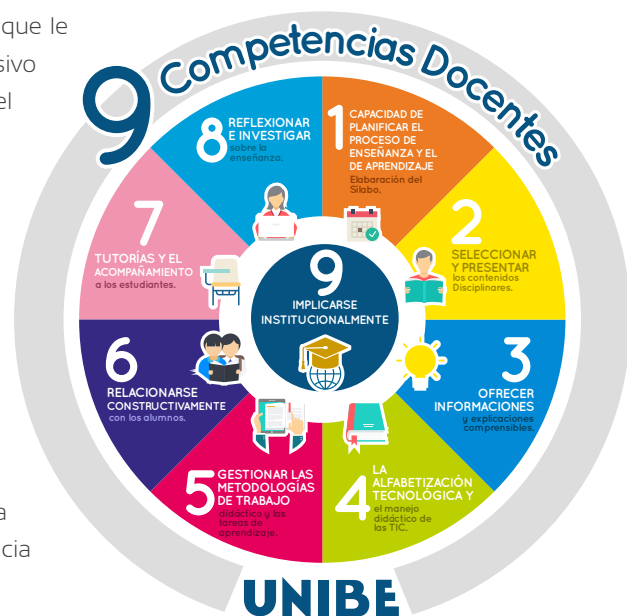 que le
sivo
el
a
cia
9 Competencias Docentes
1
CAPACIDAD DE
PLANIFICAR EL
PROCESO DE
ENSEÑANZA Y EL
DE APRENDIZAJE
Elabaración del
Sílabo.
2
SELECCIONAR
Y PRESENTAR
los contenidos
Disciplinares.
3
OFRECER
INFORMACIONES
y explicaciones
comprensibles.
4
LA
ALFABETIZACIÓN
TECNOLÓGICA Y
el manejo
didáctico de
las TIC.
5
GESTIONAR LAS
METODOLOGÍAS
DE TRABAJO
didáctico y las
tareas de
aprendizaje.
6
RELACIONARSE
CONSTRUCTIVAMENTE
con los alumnos.
7
TUTORÍAS Y EL
ACOMPAÑAMIENTO
a los estudiantes.
8
REFLEXIONAR
E INVESTIGAR
sobre la
enseñanza.
9
IMPLICARSE
INSTITUCIONALMENTE
UNIBE